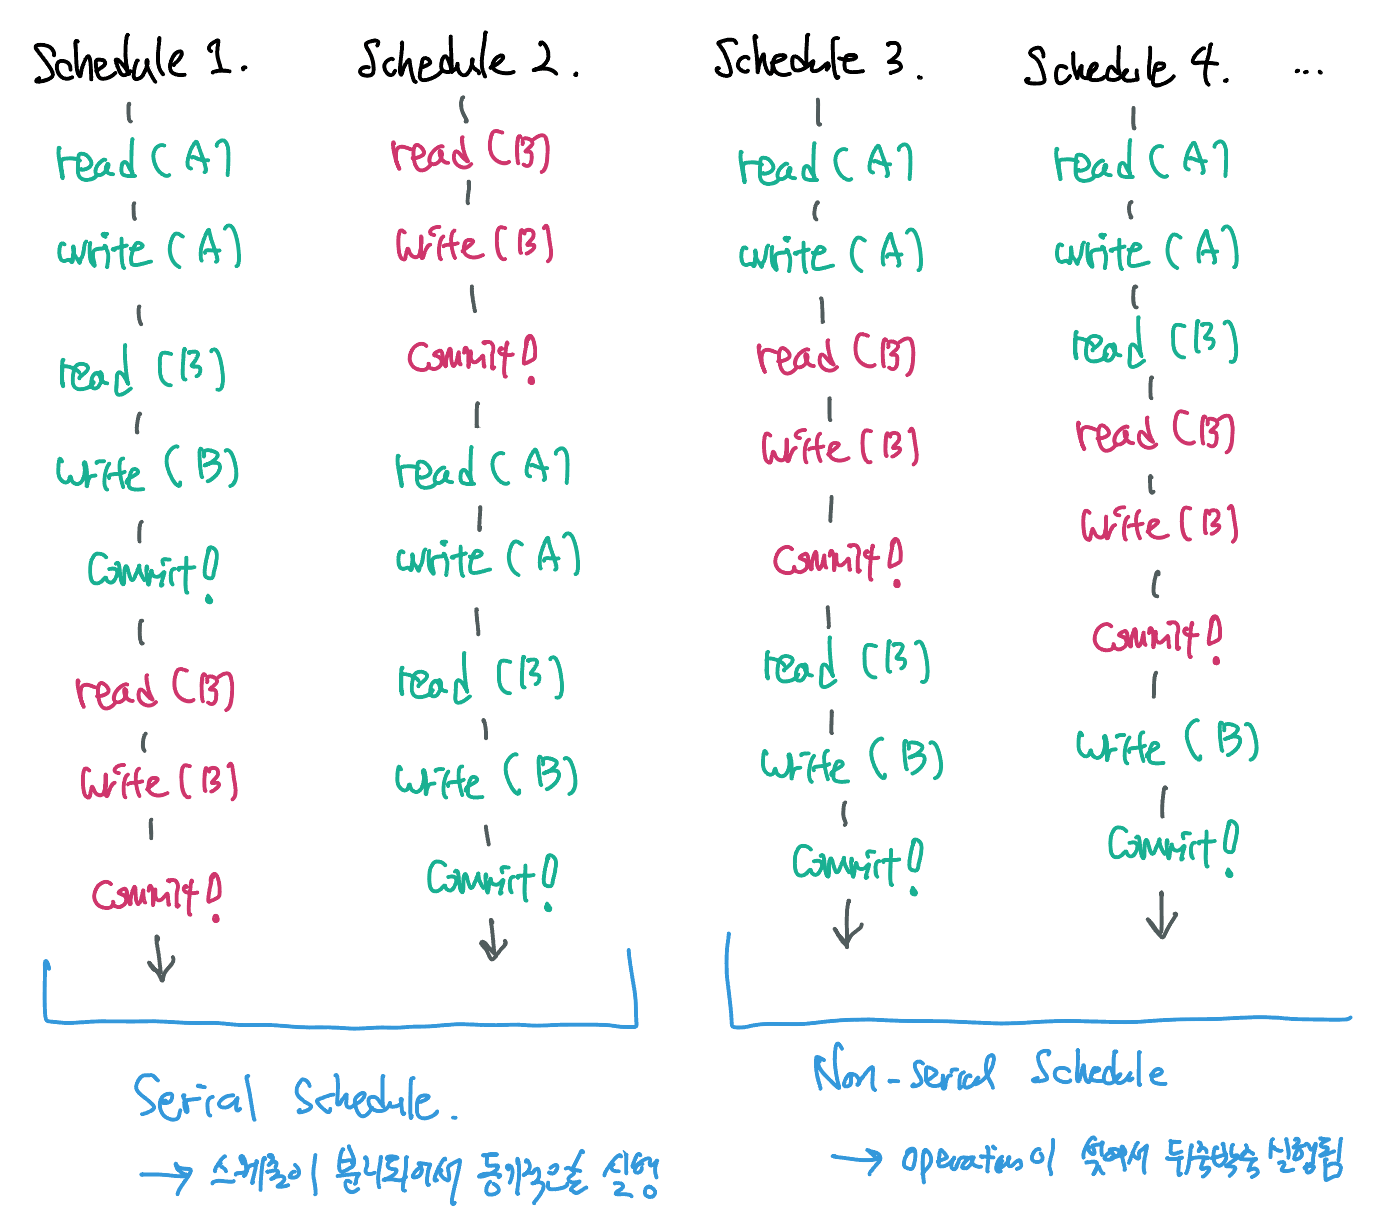 Schedule 1.
read (A)
write (A)
read (B)
write (B)
Commit!
read (B)
write (B)
Commit!
Schedule 2.
read (B)
write (B)
Commit!
read (A)
write (A)
read (B)
write (B)
Commit!
Schedule 3.
read (A)
write (A)
read (B)
write (B)
Commit!
read (B)
write (B)
Commit!
Schedule 4.
read (A)
write (A)
read (B)
read (B)
write (B)
Commit!
write (B)
Commit!
...
Serial Schedule.
→ 스케줄이 분리되어서 동기적으로 실행
Non-serial Schedule
→ operation이 섞여서 뒤죽박죽 실행됨